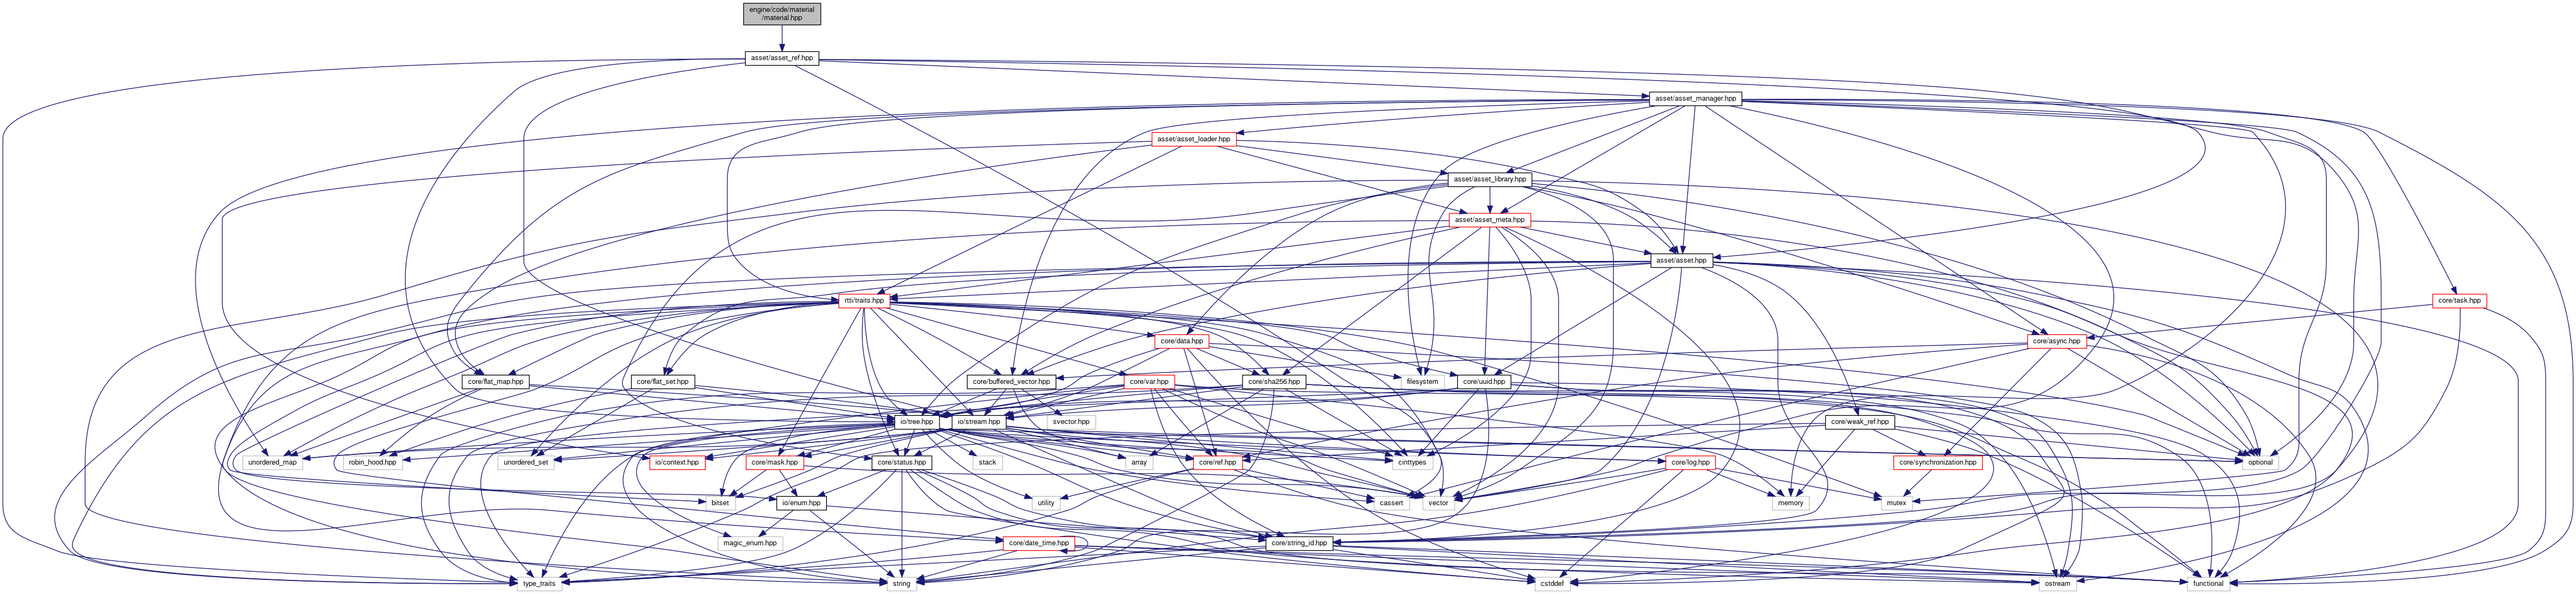 engine/code/material
/material.hpp
asset/asset_ref.hpp
asset/asset_manager.hpp
asset/asset_loader.hpp
asset/asset_library.hpp
asset/asset_meta.hpp
asset/asset.hpp
rtti/traits.hpp
core/task.hpp
core/data.hpp
core/async.hpp
core/flat_map.hpp
core/flat_set.hpp
core/buffered_vector.hpp
core/var.hpp
core/sha256.hpp
filesystem
core/uuid.hpp
io/tree.hpp
io/stream.hpp
svector.hpp
core/weak_ref.hpp
unordered_map
robin_hood.hpp
unordered_set
io/context.hpp
core/mask.hpp
core/status.hpp
stack
array
core/ref.hpp
cinttypes
core/log.hpp
core/synchronization.hpp
optional
bitset
io/enum.hpp
utility
cassert
vector
memory
mutex
magic_enum.hpp
core/date_time.hpp
core/string_id.hpp
type_traits
string
cstddef
ostream
functional